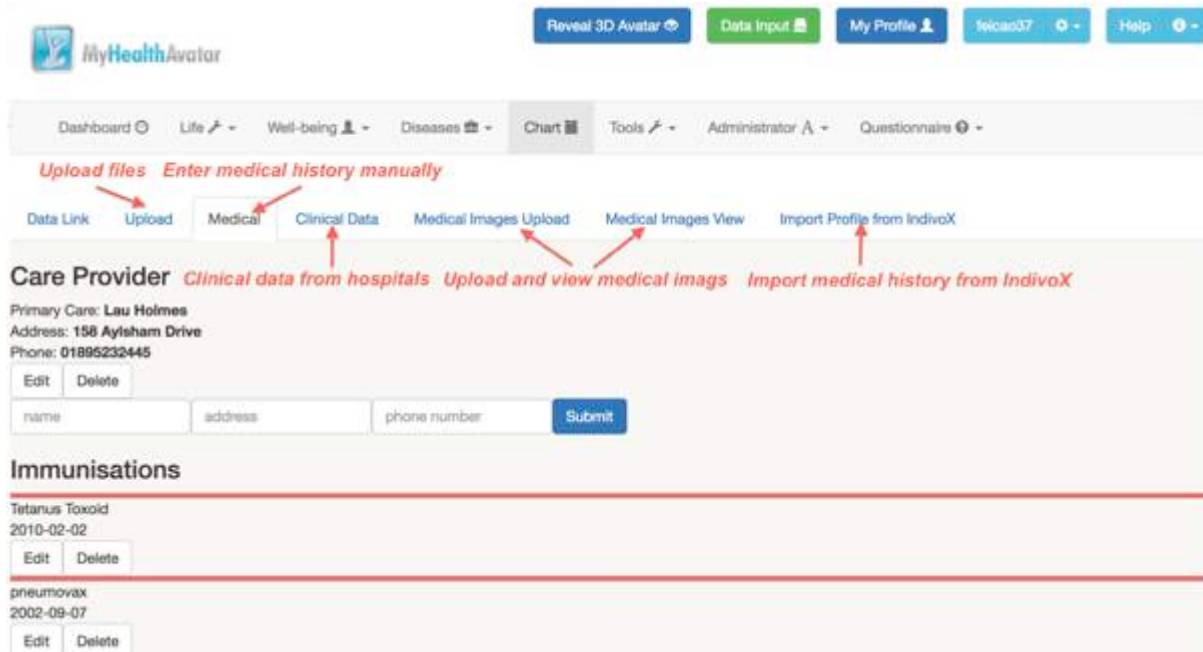 Reveal 3D Avatar Data Input My Profile feicao37 Help
MyHealthAvatar
Dashboard Life Well-being Diseases Chart Tools Administrator A Questionnaire
Upload files Enter medical history manually
Data Link Upload Medical Clinical Data Medical Images Upload Medical Images View Import Profile from IndivoX
Care Provider Clinical data from hospitals Upload and view medical imags Import medical history from IndivoX
Primary Care: Lau Holmes
Address: 158 Aylsham Drive
Phone: 01895232445
Edit Delete
name address phone number Submit
Immunisations
Tetanus Toxoid
2010-02-02
Edit Delete
pneumovax
2002-09-07
Edit Delete